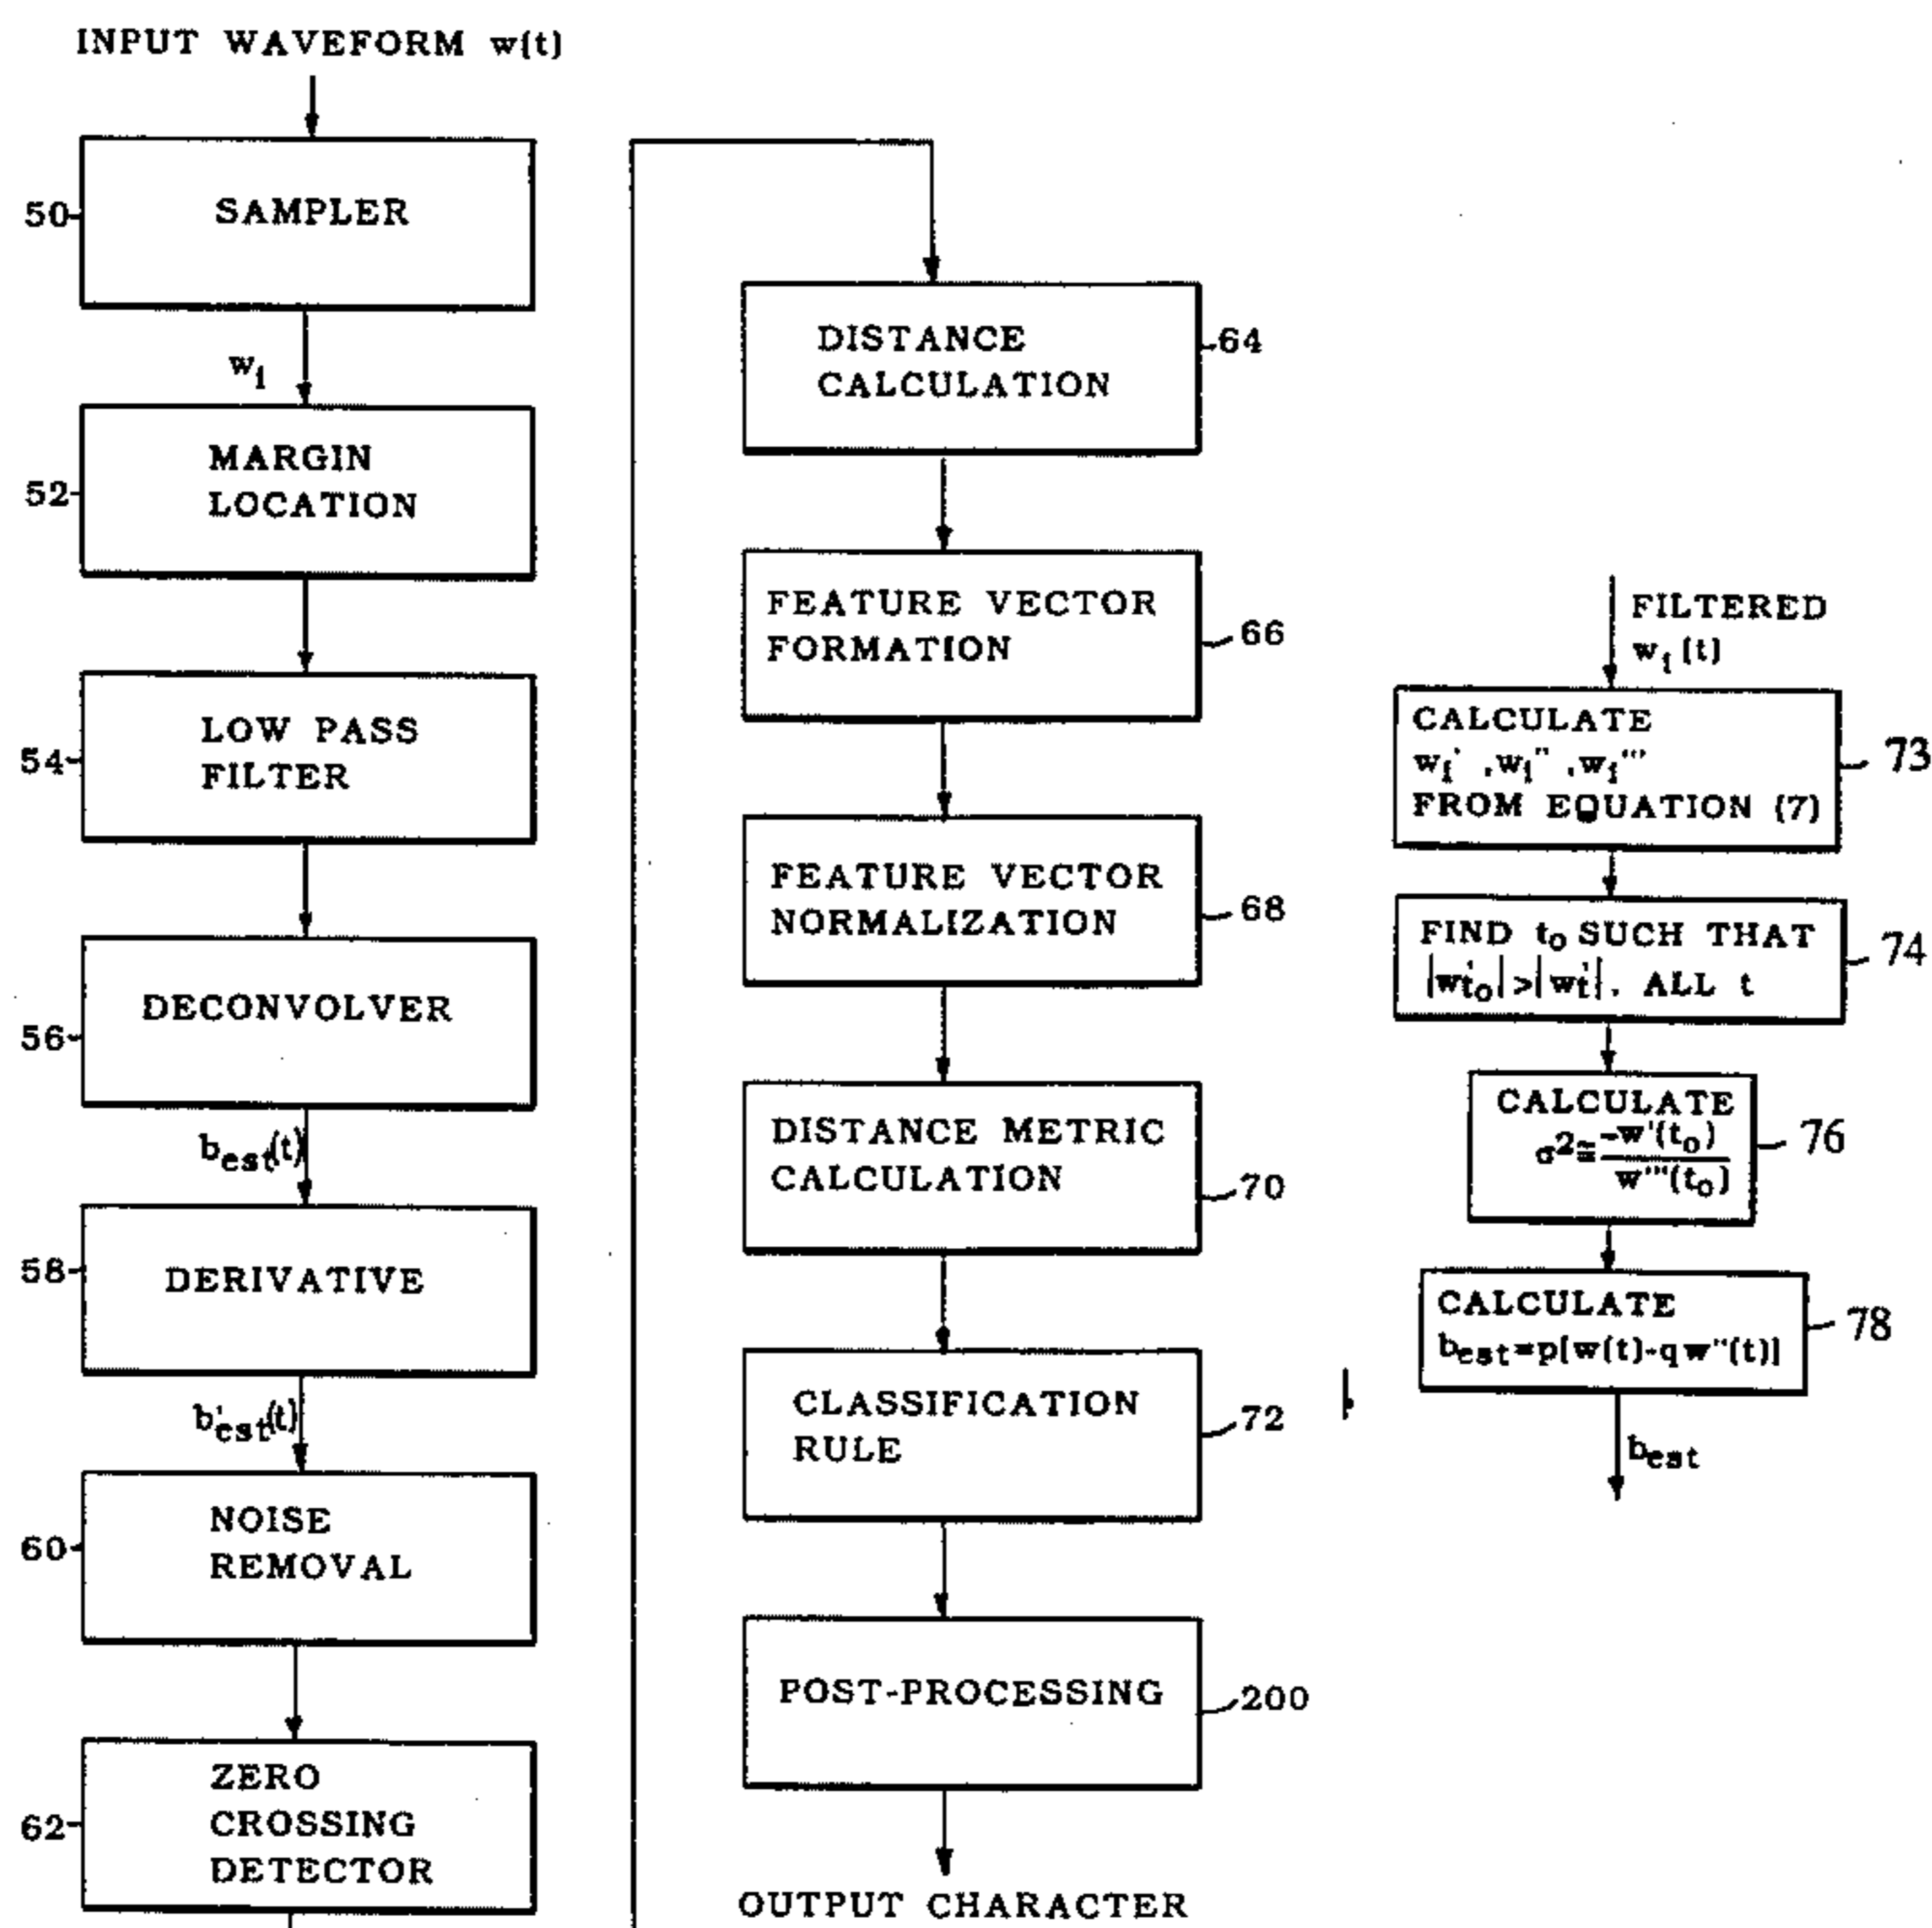 INPUT WAVEFORM w(t)
50
SAMPLER
w_i
52
MARGIN
LOCATION
54
LOW PASS
FILTER
56
DECONVOLVER
b_est(t)
58
DERIVATIVE
b'_est(t)
60
NOISE
REMOVAL
62
ZERO
CROSSING
DETECTOR
DISTANCE
CALCULATION
64
FEATURE VECTOR
FORMATION
66
FEATURE VECTOR
NORMALIZATION
68
DISTANCE METRIC
CALCULATION
70
CLASSIFICATION
RULE
72
POST-PROCESSING
200
OUTPUT CHARACTER
FILTERED
w_i(t)
CALCULATE
w_i', w_i'', w_i'''
FROM EQUATION (7)
73
FIND t_o SUCH THAT
|w't_o|>|w't|. ALL t
74
CALCULATE
σ²≅ -w'(t_o)
w'''(t_o)
76
CALCULATE
b_est=p[w(t)-qw''(t)]
78
b_est